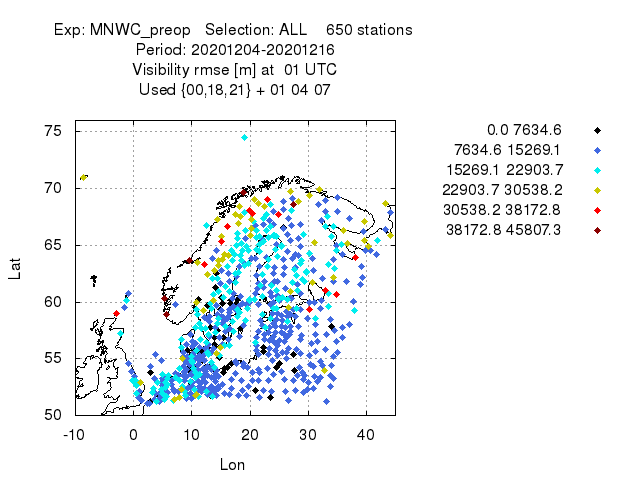 Exp: MNWC_preop   Selection: ALL    650 stations
Period: 20201204-20201216
Visibility rmse [m] at  01 UTC
Used {00,18,21} + 01 04 07
0.0 7634.6
7634.6 15269.1
15269.1 22903.7
22903.7 30538.2
30538.2 38172.8
38172.8 45807.3
75
70
65
60
55
50
Lat
-10 0 10 20 30 40
Lon